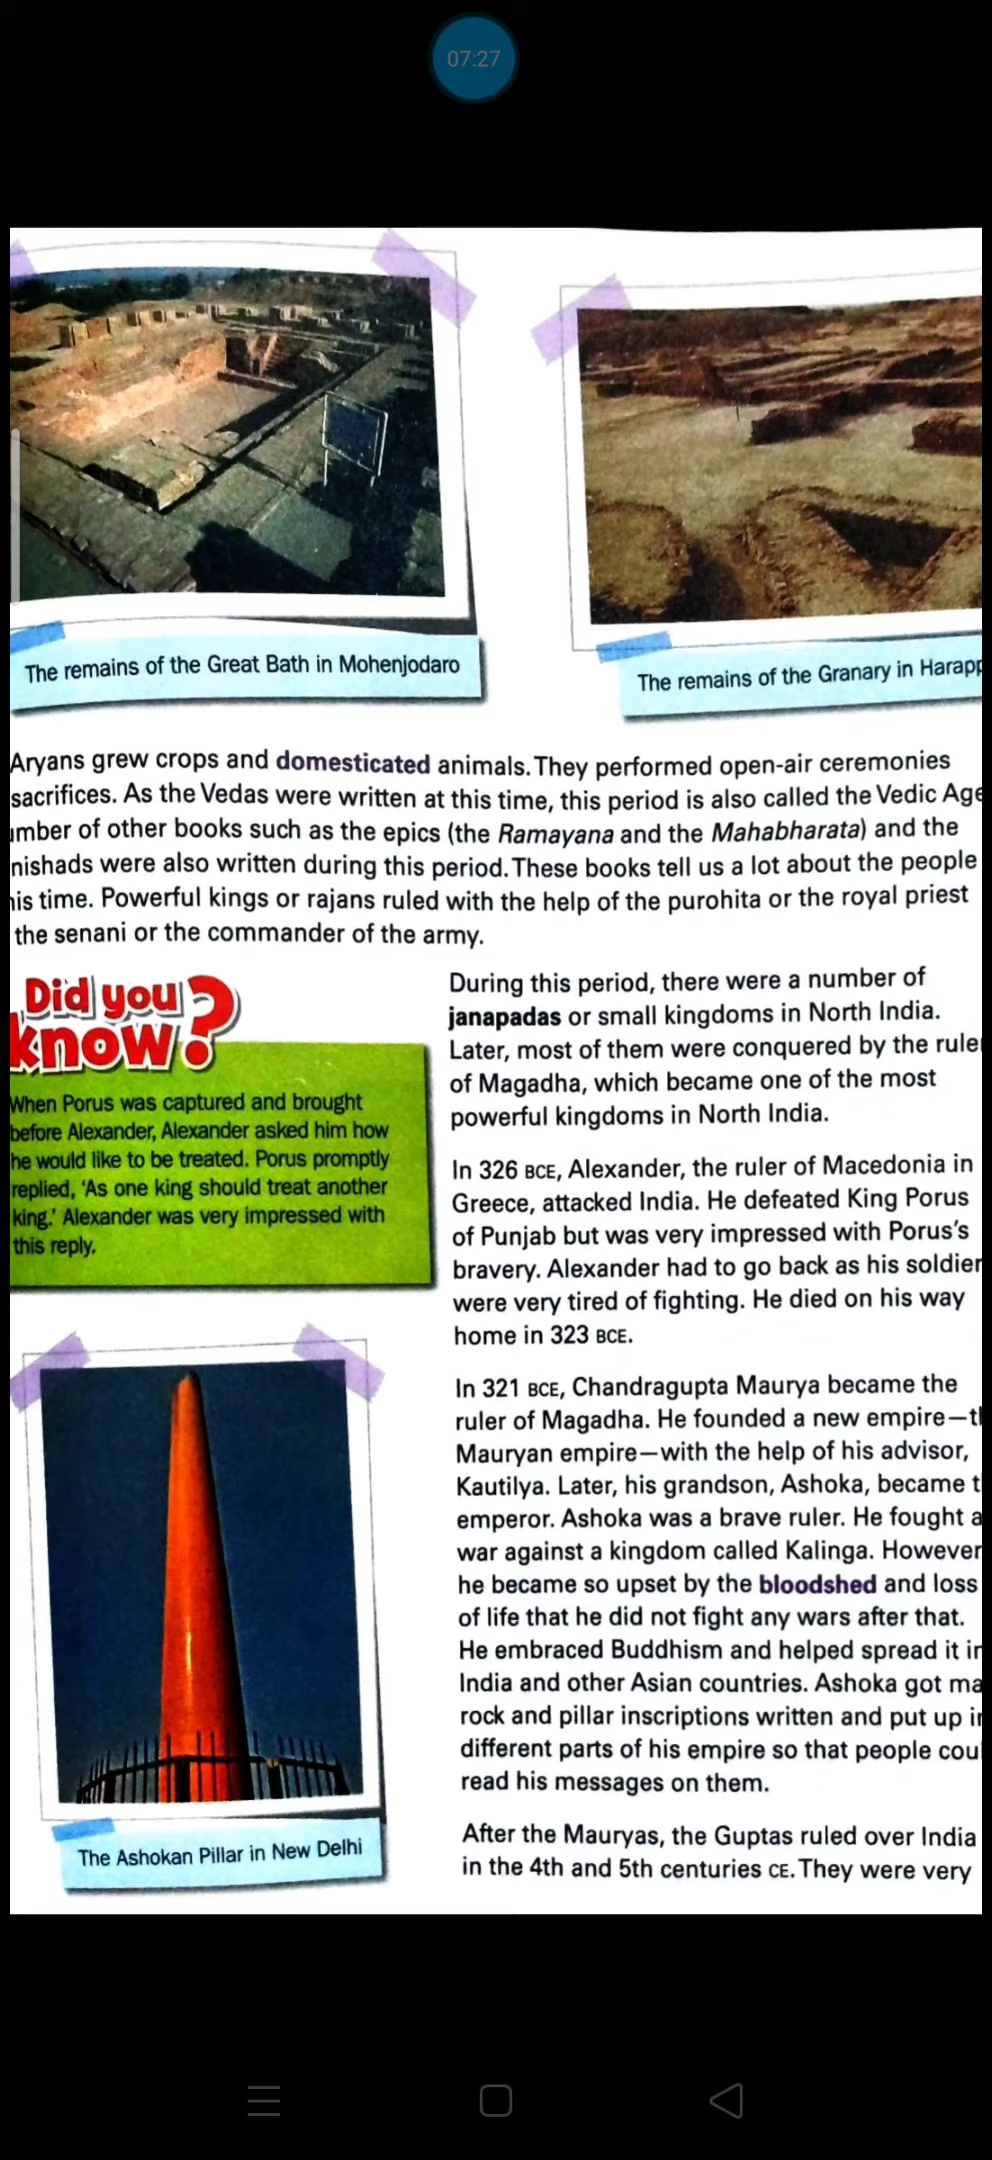 07:27
The remains of the Great Bath in Mohenjodaro
The remains of the Granary in Harapp
Aryans grew crops and domesticated animals. They performed open-air ceremonies
sacrifices. As the Vedas were written at this time, this period is also called the Vedic Age
mber of other books such as the epics (the Ramayana and the Mahabharata) and the
nishads were also written during this period. These books tell us a lot about the people
his time. Powerful kings or rajans ruled with the help of the purohita or the royal priest
the senani or the commander of the army.
Did you
know?
When Porus was captured and brought
before Alexander, Alexander asked him how
he would like to be treated. Porus promptly
replied, ‘As one king should treat another
king.’ Alexander was very impressed with
this reply.
During this period, there were a number of
janapadas or small kingdoms in North India.
Later, most of them were conquered by the ruler
of Magadha, which became one of the most
powerful kingdoms in North India.
In 326 BCE, Alexander, the ruler of Macedonia in
Greece, attacked India. He defeated King Porus
of Punjab but was very impressed with Porus’s
bravery. Alexander had to go back as his soldier
were very tired of fighting. He died on his way
home in 323 BCE.
In 321 BCE, Chandragupta Maurya became the
ruler of Magadha. He founded a new empire—th
Mauryan empire—with the help of his advisor,
Kautilya. Later, his grandson, Ashoka, became t
emperor. Ashoka was a brave ruler. He fought a
war against a kingdom called Kalinga. However
he became so upset by the bloodshed and loss
of life that he did not fight any wars after that.
He embraced Buddhism and helped spread it in
India and other Asian countries. Ashoka got ma
rock and pillar inscriptions written and put up in
different parts of his empire so that people coul
read his messages on them.
The Ashokan Pillar in New Delhi
After the Mauryas, the Guptas ruled over India
in the 4th and 5th centuries CE. They were very